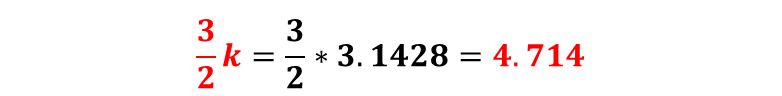 3/2 k = 3/2 * 3.1428 = 4.714